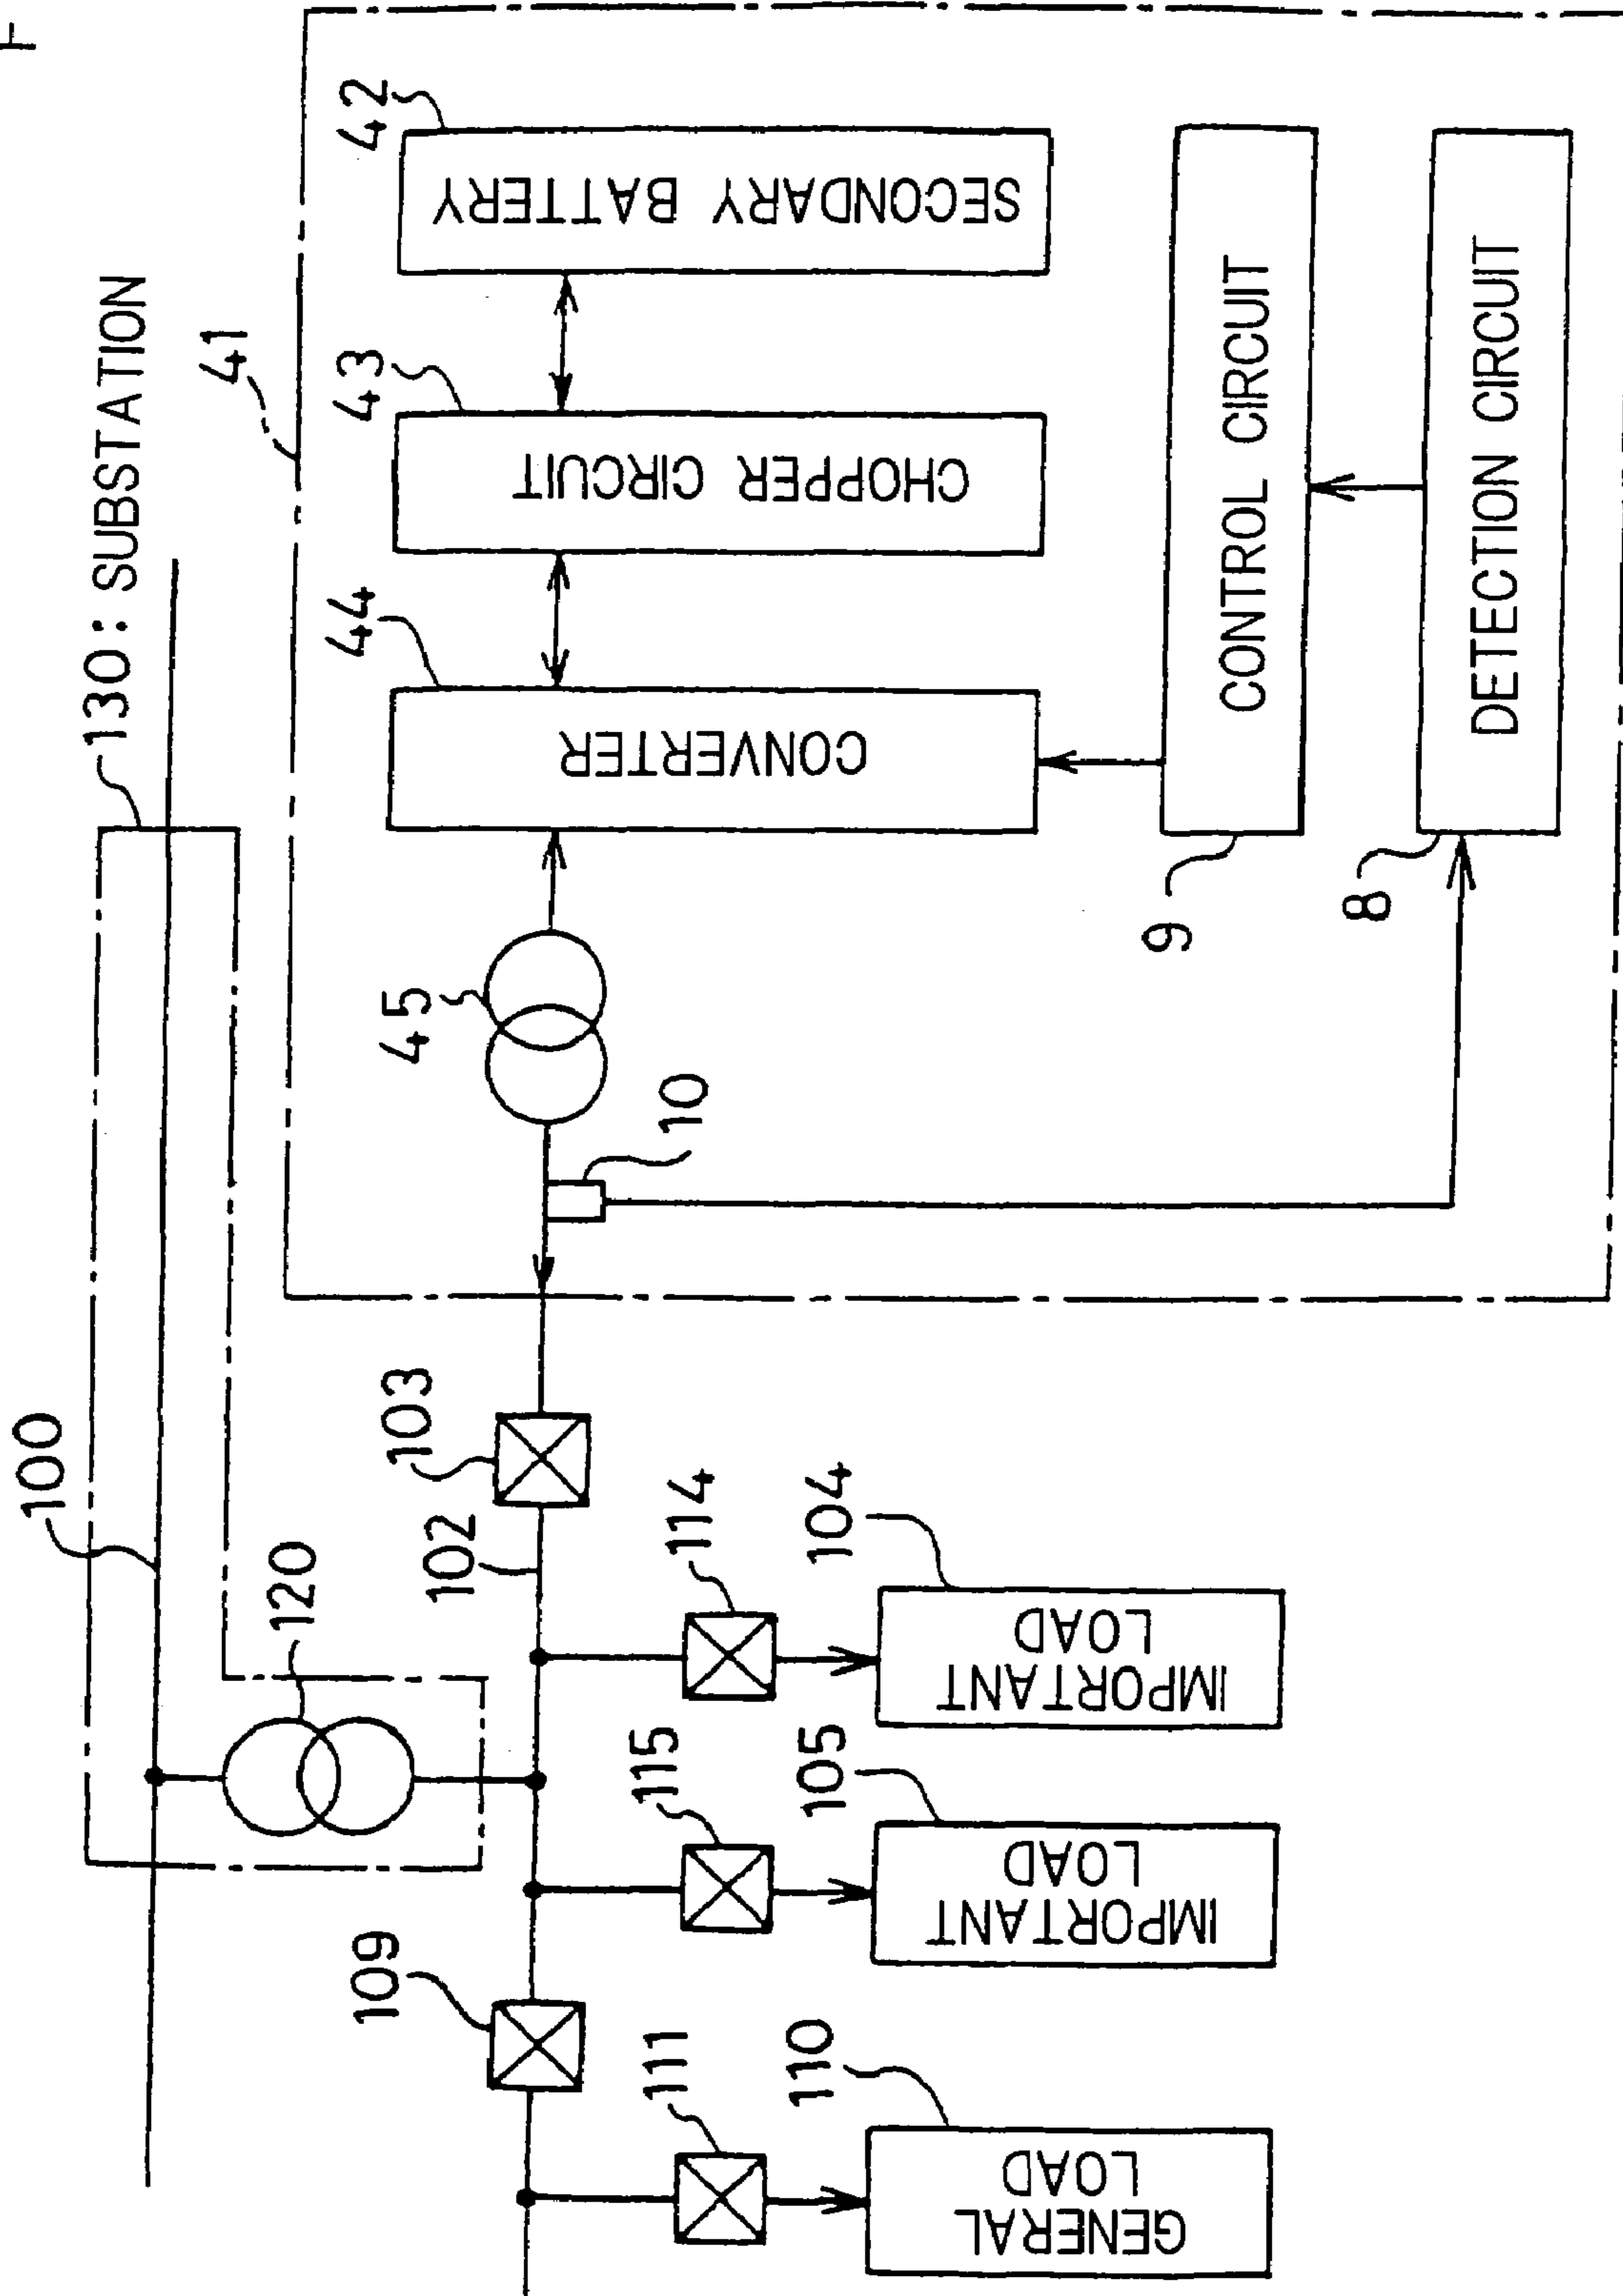 130: SUBSTATION
100
120
41
42
SECONDARY BATTERY
43
CHOPPER CIRCUIT
44
CONVERTER
45
10
103
102
CONTROL CIRCUIT
9
DETECTION CIRCUIT
8
114
IMPORTANT
LOAD
104
115
IMPORTANT
LOAD
105
109
111
GENERAL
LOAD
110